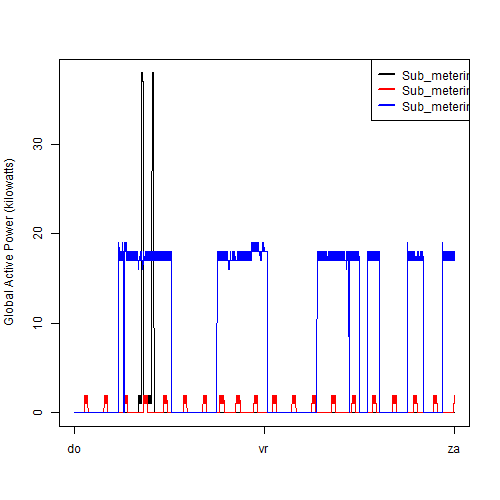 Sub_meterin
Sub_meterin
Sub_meterin
Global Active Power (kilowatts)
30
20
10
0
do
vr
za